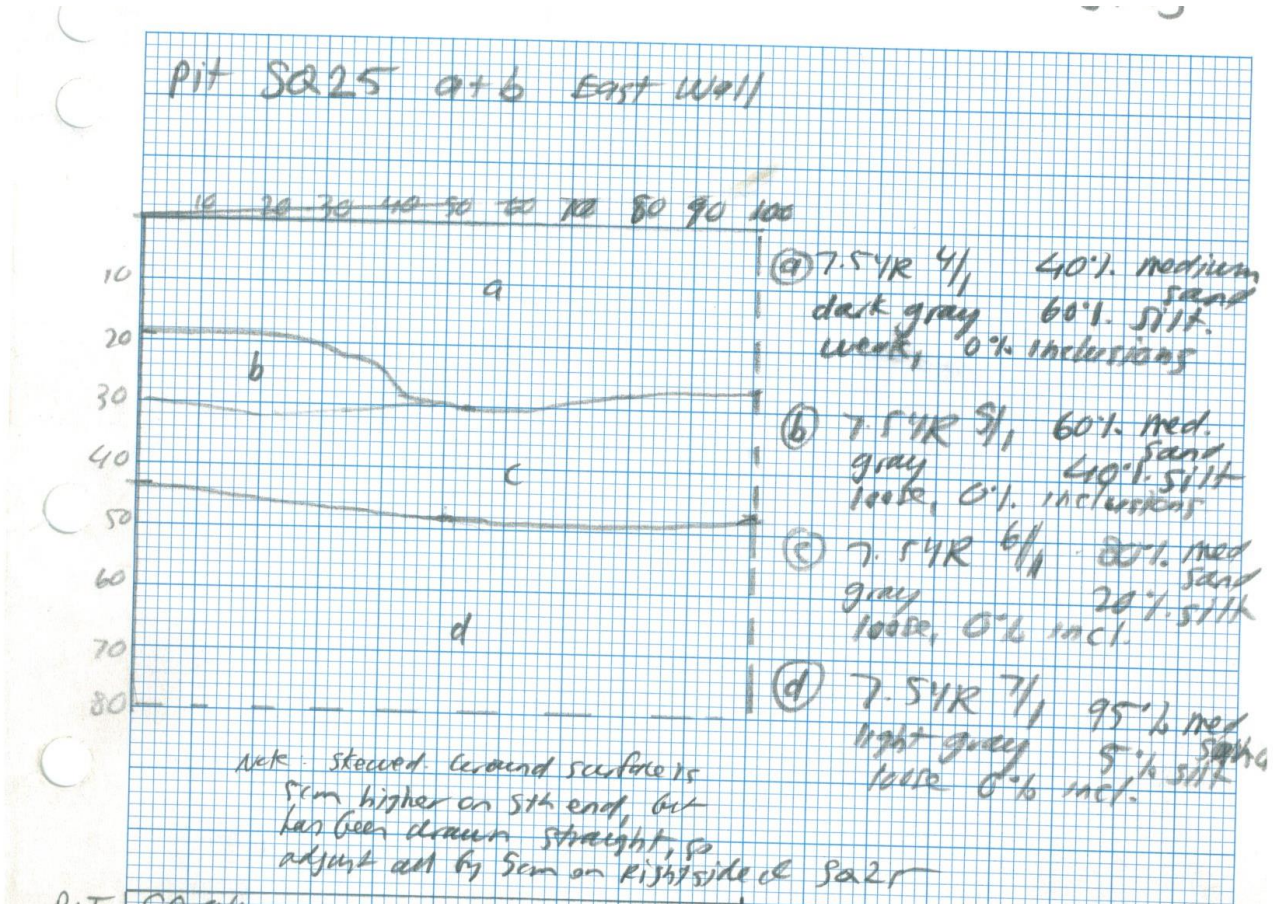 Pit SQ25 a+b East Wall
10 20 30 40 50 60 70 80 90 100
10
20
30
40
50
60
70
80
a
b
c
d
ⓐ 7.5YR 4/1 40% medium
sand
dark gray 60% silt.
weak, 0% inclusions
ⓑ 7.5YR 5/1 60% med.
sand
gray 40% silt
loose, 0% inclusions
ⓒ 7.5YR 6/1 80% med
sand
gray 20% silt
loose, 0% incl.
ⓓ 7.5YR 7/1 95% med
sand
light gray 5% silt
loose 0% incl.
Note. skewed. Ground surface is
5cm higher on 5th end, but
has been drawn straight, so
adjust all by 5cm on right side of SQ25